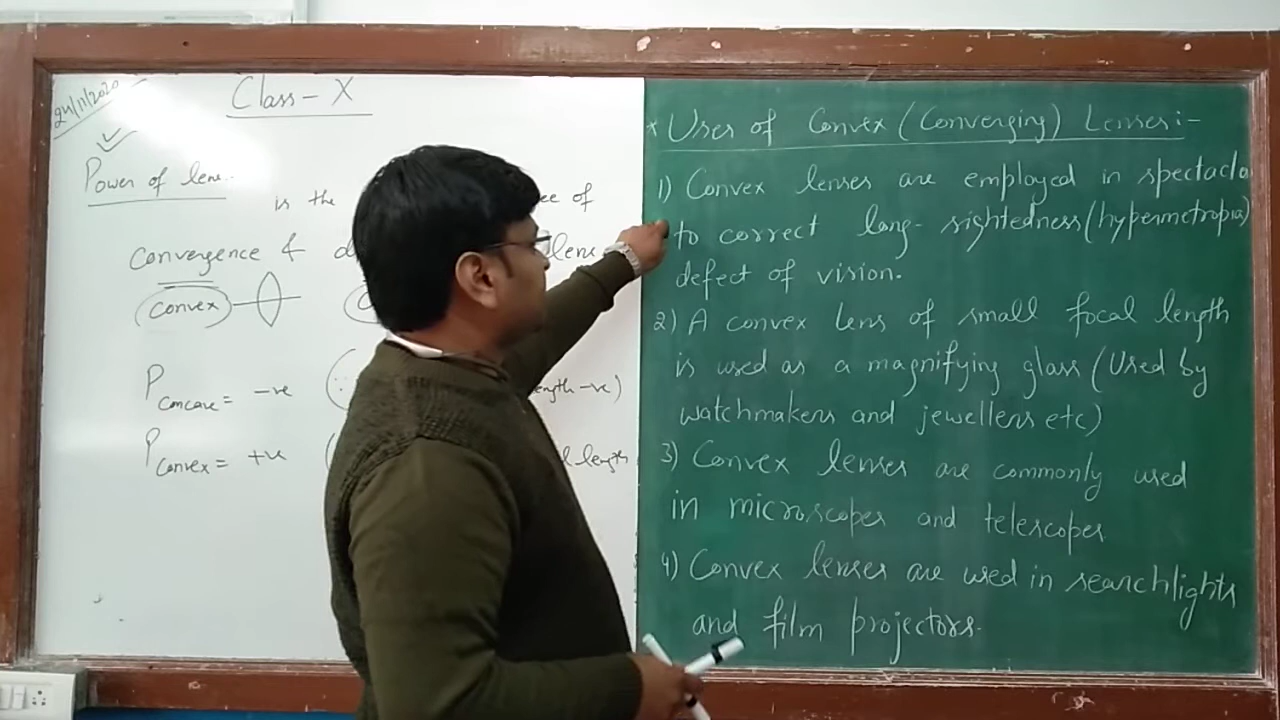 24/11/2020
Class - X
Power of lens
is the
of
Convergence & lens
Convex
P concave = -ve (∵ length -ve)
P Convex = +ve ( length
* Uses of Convex (Converging) Lenses:-
1) Convex lenses are employed in
to correct long-sightedness (hypermetropia)
defect of vision.
2) A convex lens of small focal length
is used as a magnifying glass (Used by
watchmakers and jewellers etc)
3) Convex lenses are commonly used
in microscopes and telescopes
4) Convex lenses are used in searchlights
and film projectors.